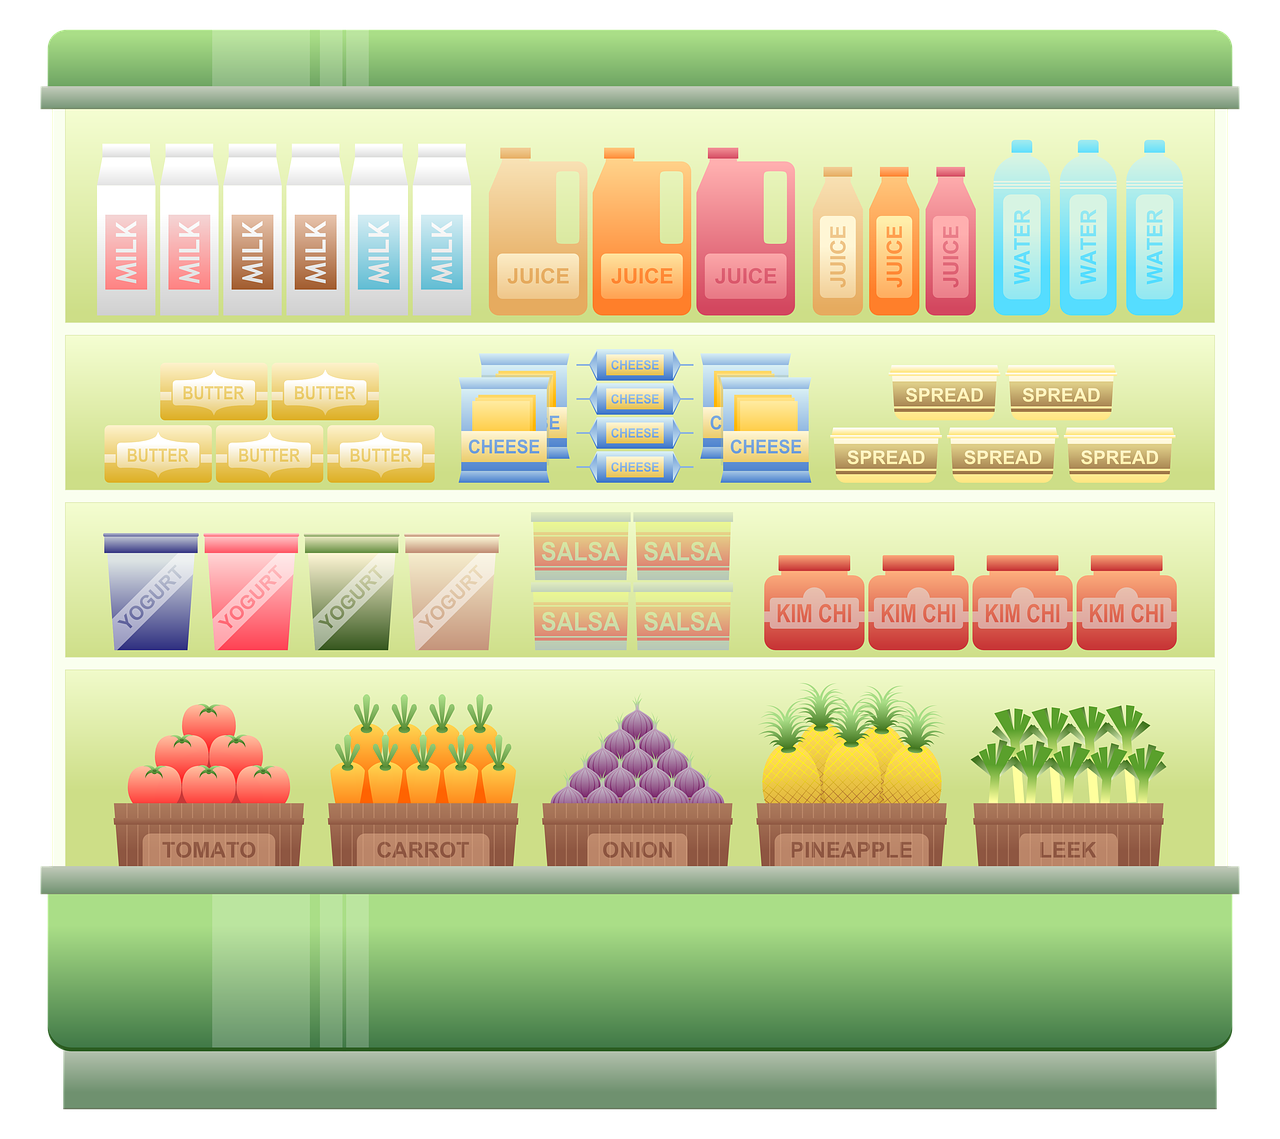 MILK
MILK
MILK
MILK
MILK
MILK
JUICE
JUICE
JUICE
JUICE
JUICE
JUICE
WATER
WATER
WATER
BUTTER
BUTTER
BUTTER
BUTTER
BUTTER
E
CHEESE
CHEESE
CHEESE
CHEESE
CHEESE
C
CHEESE
SPREAD
SPREAD
SPREAD
SPREAD
SPREAD
YOGURT
YOGURT
YOGURT
YOGURT
SALSA
SALSA
SALSA
SALSA
KIM CHI
KIM CHI
KIM CHI
KIM CHI
TOMATO
CARROT
ONION
PINEAPPLE
LEEK